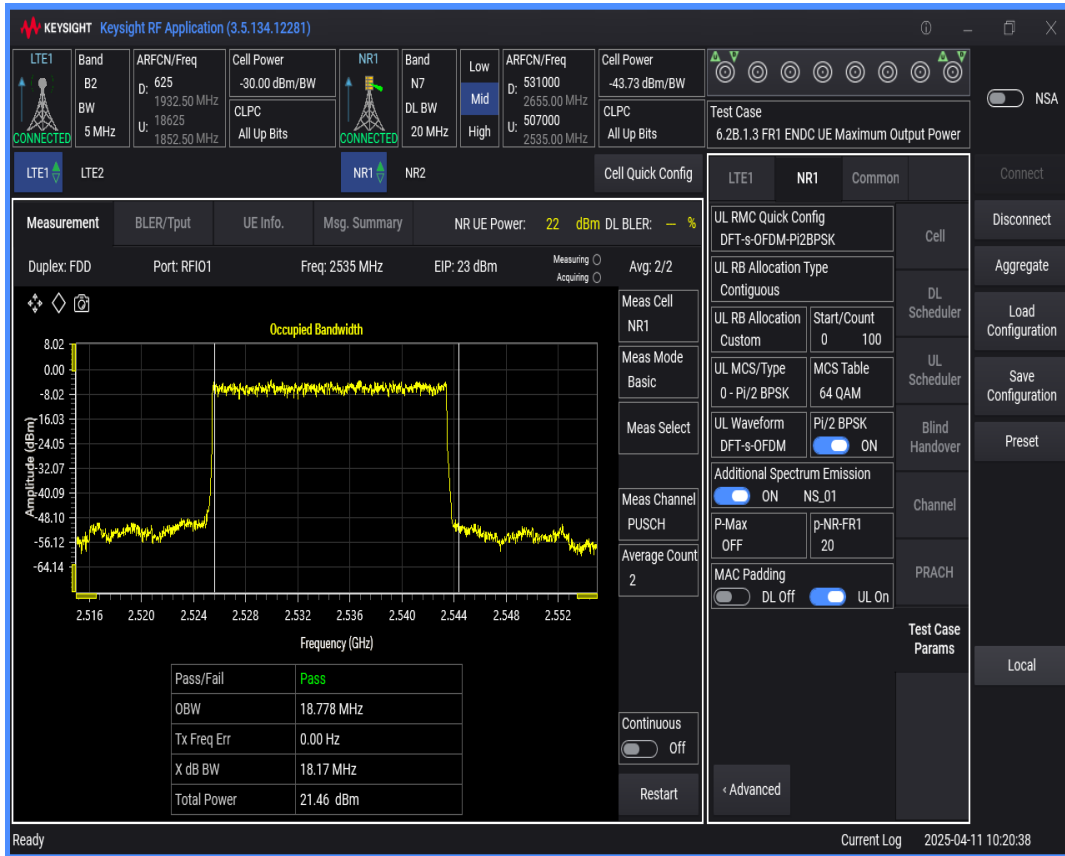 KEYSIGHT Keysight RF Application (3.5.134.12281)
LTE1 Band ARFCN/Freq Cell Power NR1 Band Low ARFCN/Freq Cell Power
B2 D: 625 -30.00 dBm/BW N7 D: 531000 -43.73 dBm/BW
1932.50 MHz 2655.00 MHz
BW U: 18625 CLPC DL BW Mid U: 507000 CLPC
CONNECTED 5 MHz 1852.50 MHz All Up Bits CONNECTED 20 MHz High 2535.00 MHz All Up Bits
Test Case
6.2B.1.3 FR1 ENDC UE Maximum Output Power
NSA
LTE1 LTE2 NR1 NR2 Cell Quick Config
Measurement BLER/Tput UE Info. Msg. Summary NR UE Power: 22 dBm DL BLER: — %
Duplex: FDD Port: RFIO1 Freq: 2535 MHz EIP: 23 dBm Measuring Avg: 2/2
Acquiring
Occupied Bandwidth
Amplitude (dBm)
8.02
0.00
-8.02
-16.03
-24.05
-32.07
-40.09
-48.10
-56.12
-64.14
2.516 2.520 2.524 2.528 2.532 2.536 2.540 2.544 2.548 2.552
Frequency (GHz)
Pass/Fail Pass
OBW 18.778 MHz
Tx Freq Err 0.00 Hz
X dB BW 18.17 MHz
Total Power 21.46 dBm
Meas Cell
NR1
Meas Mode
Basic
Meas Select
Meas Channel
PUSCH
Average Count
2
Continuous
Off
Restart
LTE1 NR1 Common
UL RMC Quick Config
DFT-s-OFDM-Pi2BPSK
UL RB Allocation Type
Contiguous
UL RB Allocation Start/Count
Custom 0 100
UL MCS/Type MCS Table
0 - Pi/2 BPSK 64 QAM
UL Waveform Pi/2 BPSK
DFT-s-OFDM ON
Additional Spectrum Emission
ON NS_01
P-Max p-NR-FR1
OFF 20
MAC Padding
DL Off UL On
‹ Advanced
Cell
DL
Scheduler
UL
Scheduler
Blind
Handover
Channel
PRACH
Test Case
Params
Connect
Disconnect
Aggregate
Load
Configuration
Save
Configuration
Preset
Local
Ready Current Log 2025-04-11 10:20:38